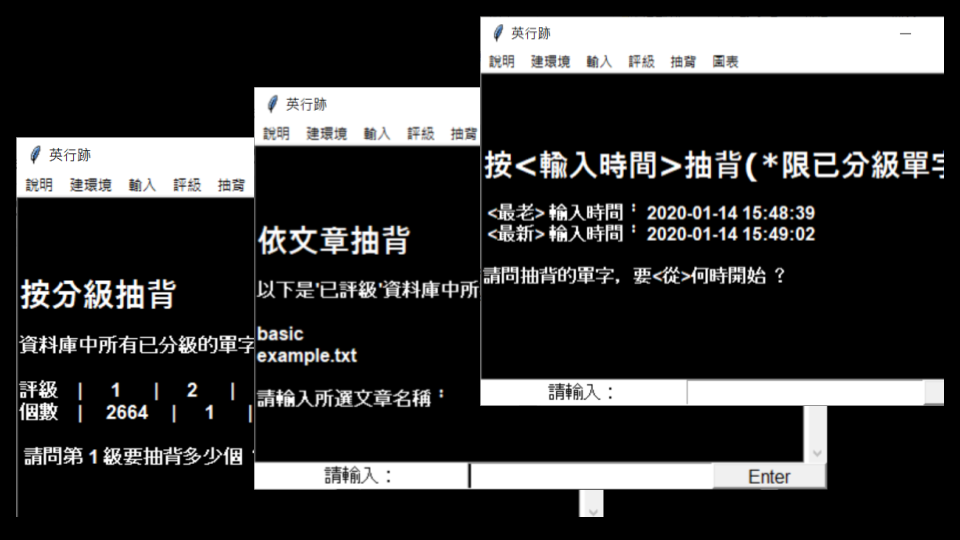 英行跡
說明 建環境 輸入 評級 抽背
按分級抽背
資料庫中所有已分級的單字
評級 | 1 | 2 |
個數 | 2664 | 1 |
請問第 1 級要抽背多少個
英行跡
說明 建環境 輸入 評級 抽背
依文章抽背
以下是'已評級'資料庫中所
basic
example.txt
請輸入所選文章名稱：
請輸入：
Enter
英行跡
說明 建環境 輸入 評級 抽背 圖表
按<輸入時間>抽背(*限已分級單字
<最老> 輸入時間： 2020-01-14 15:48:39
<最新> 輸入時間： 2020-01-14 15:49:02
請問抽背的單字，要<從>何時開始 ？
請輸入：